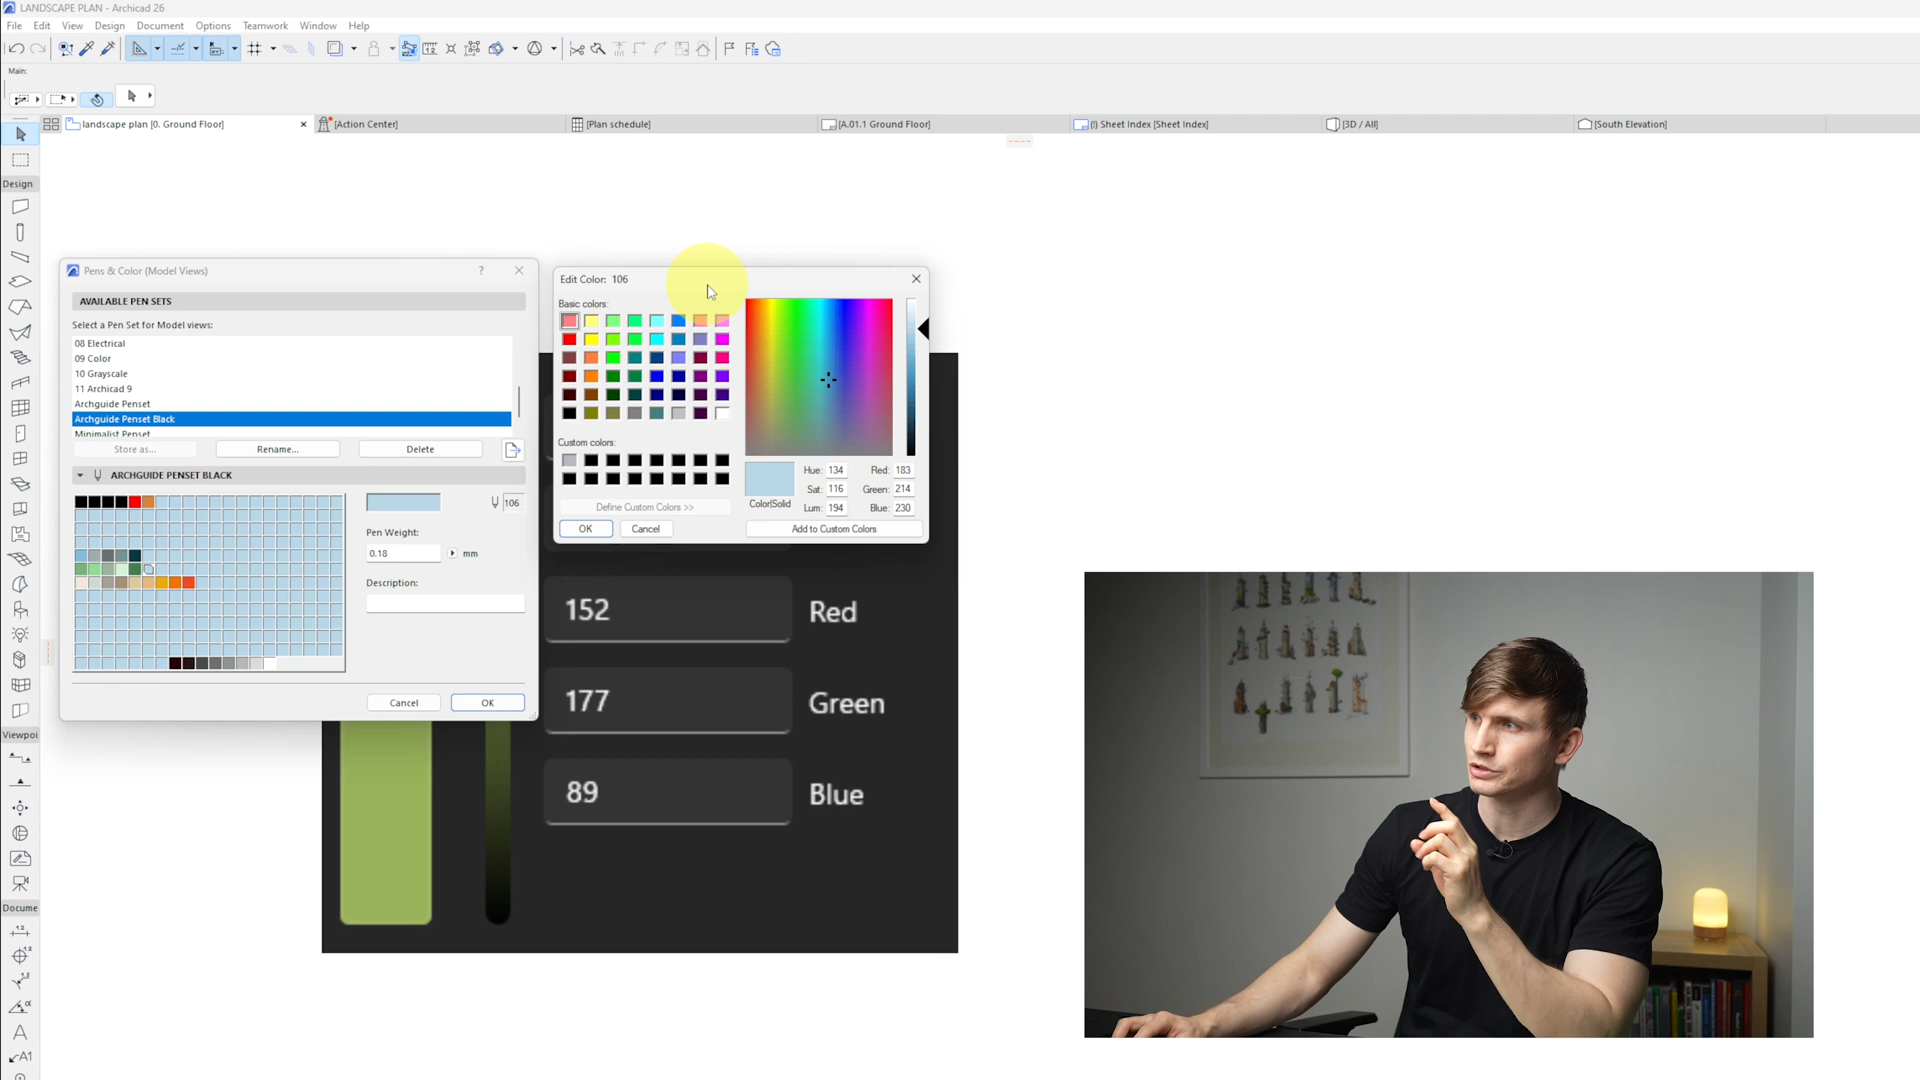 LANDSCAPE PLAN - Archicad 26
File Edit View Design Document Options Teamwork Window Help
Main:
landscape plan [0. Ground Floor]
[Action Center]
[Plan schedule]
[A.01.1 Ground Floor]
(!) Sheet Index [Sheet Index]
[3D / All]
[South Elevation]
Design
Viewpoi
Docume
Pens & Color (Model Views)
AVAILABLE PEN SETS
Select a Pen Set for Model views:
08 Electrical
09 Color
10 Grayscale
11 Archicad 9
Archguide Penset
Archguide Penset Black
Minimalist Penset
Store as... Rename... Delete
ARCHGUIDE PENSET BLACK
106
Pen Weight:
0.18 mm
Description:
Cancel OK
Edit Color: 106
Basic colors:
Custom colors:
Define Custom Colors >>
OK Cancel
Color|Solid
Hue: 134 Red: 183
Sat: 116 Green: 214
Lum: 194 Blue: 230
Add to Custom Colors
152 Red
177 Green
89 Blue
A
A1